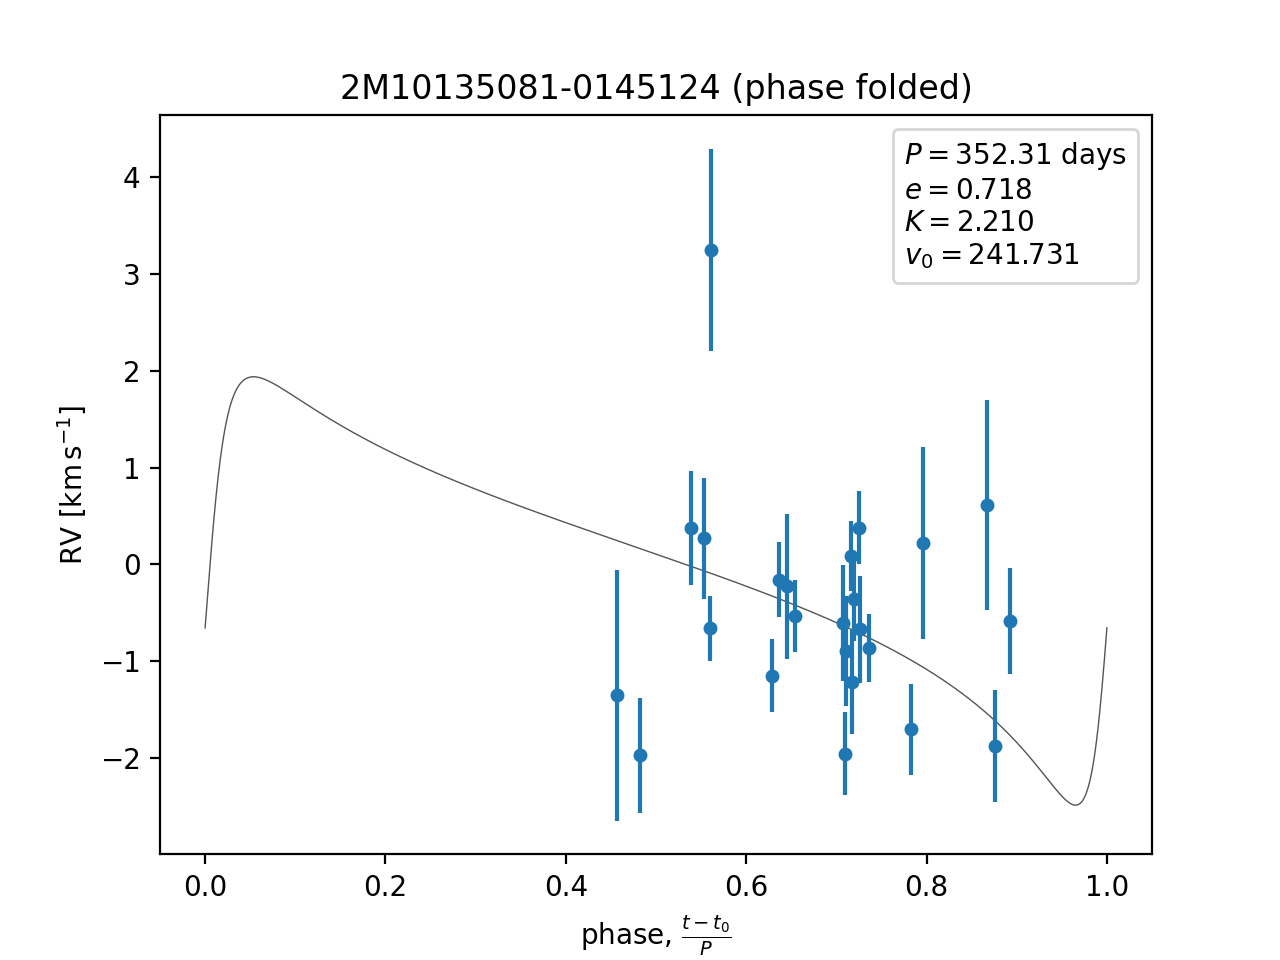 2M10135081-0145124 (phase folded)
P = 352.31 days
e = 0.718
K = 2.210
v₀ = 241.731
RV [km s⁻¹]
4
3
2
1
0
−1
−2
0.0 0.2 0.4 0.6 0.8 1.0
phase, (t − t₀)/P